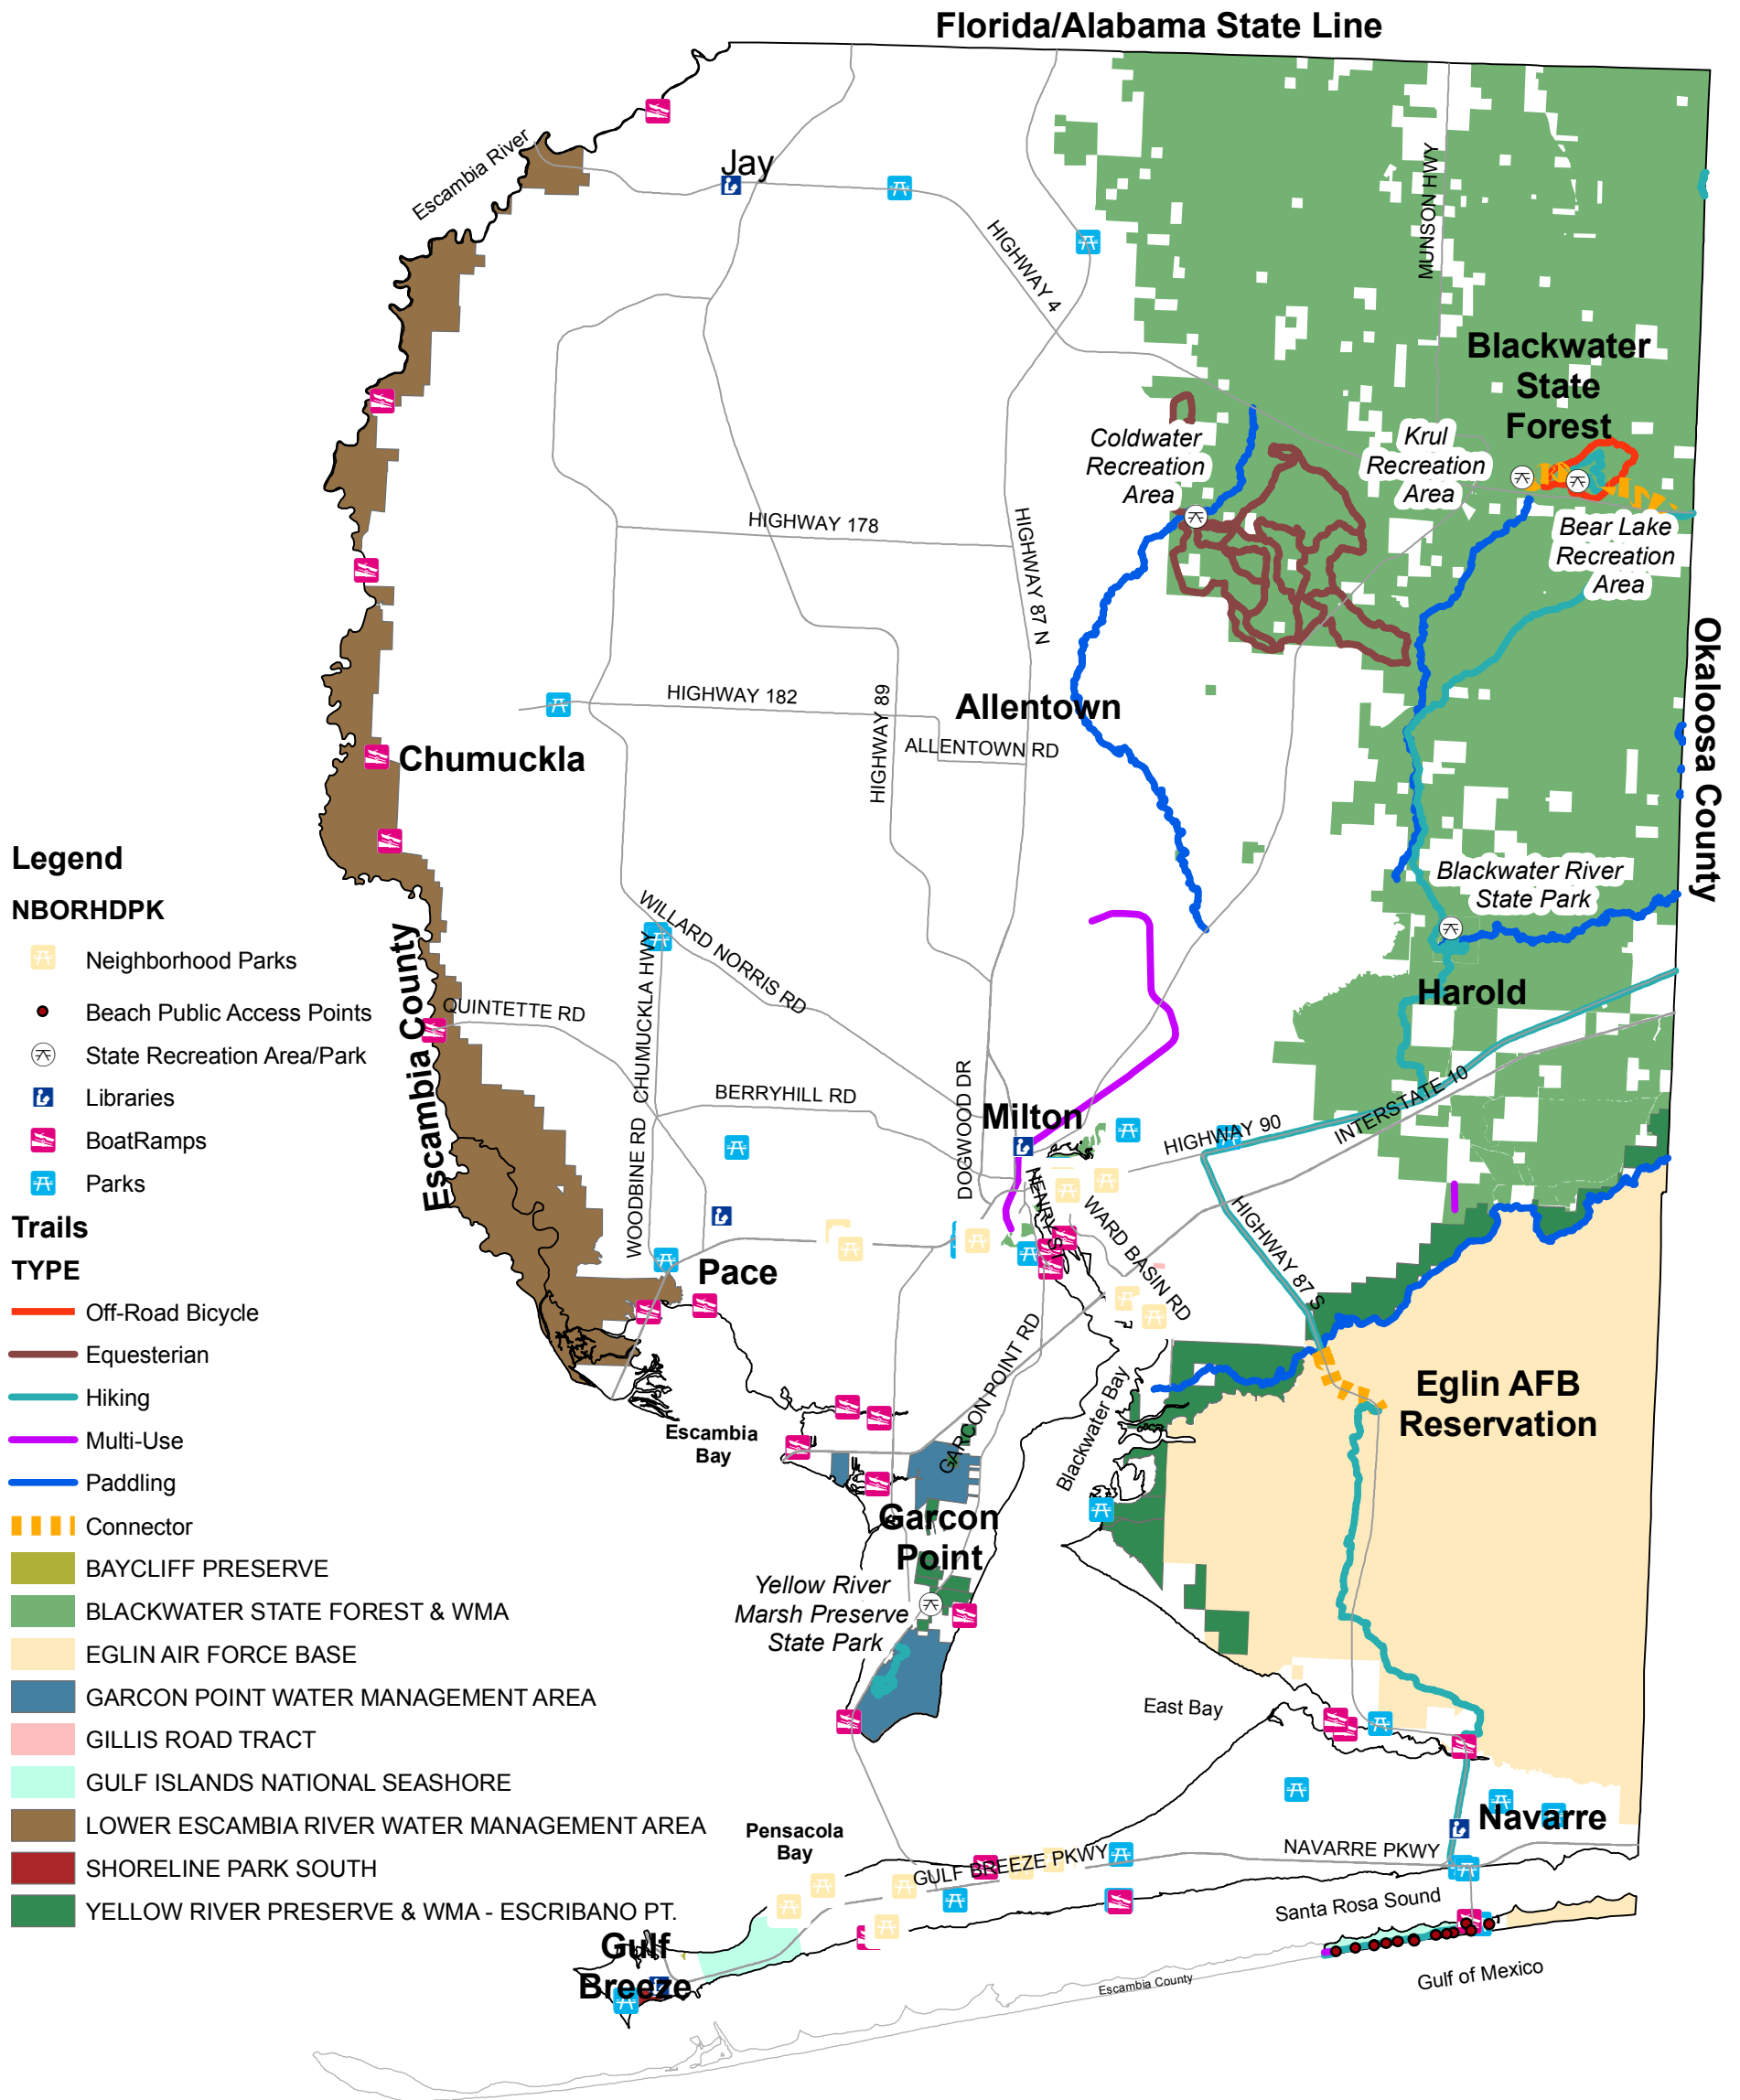 Florida/Alabama State Line
Escambia River
Jay
HIGHWAY 4
MUNSON HWY
Blackwater
State
Forest
Coldwater
Recreation
Area
Krul
Recreation
Area
Bear Lake
Recreation
Area
HIGHWAY 178
HIGHWAY 87 N
Okaloosa County
HIGHWAY 182
HIGHWAY 89
Allentown
ALLENTOWN RD
Chumuckla
Blackwater River
State Park
WILLARD NORRIS RD
CHUMUCKLA HWY
QUINTETTE RD
Escambia County
Harold
INTERSTATE 10
BERRYHILL RD
DOGWOOD DR
Milton
HIGHWAY 90
WOODBINE RD
HENRY ST
WARD BASIN RD
HIGHWAY 87 S
Pace
GARCON POINT RD
Blackwater Bay
Eglin AFB
Reservation
Escambia
Bay
Garcon
Point
Yellow River
Marsh Preserve
State Park
East Bay
Pensacola
Bay
GULF BREEZE PKWY
NAVARRE PKWY
Navarre
Santa Rosa Sound
Gulf
Breeze
Escambia County
Gulf of Mexico
Legend
NBORHDPK
Neighborhood Parks
Beach Public Access Points
State Recreation Area/Park
Libraries
BoatRamps
Parks
Trails
TYPE
Off-Road Bicycle
Equesterian
Hiking
Multi-Use
Paddling
Connector
BAYCLIFF PRESERVE
BLACKWATER STATE FOREST & WMA
EGLIN AIR FORCE BASE
GARCON POINT WATER MANAGEMENT AREA
GILLIS ROAD TRACT
GULF ISLANDS NATIONAL SEASHORE
LOWER ESCAMBIA RIVER WATER MANAGEMENT AREA
SHORELINE PARK SOUTH
YELLOW RIVER PRESERVE & WMA - ESCRIBANO PT.